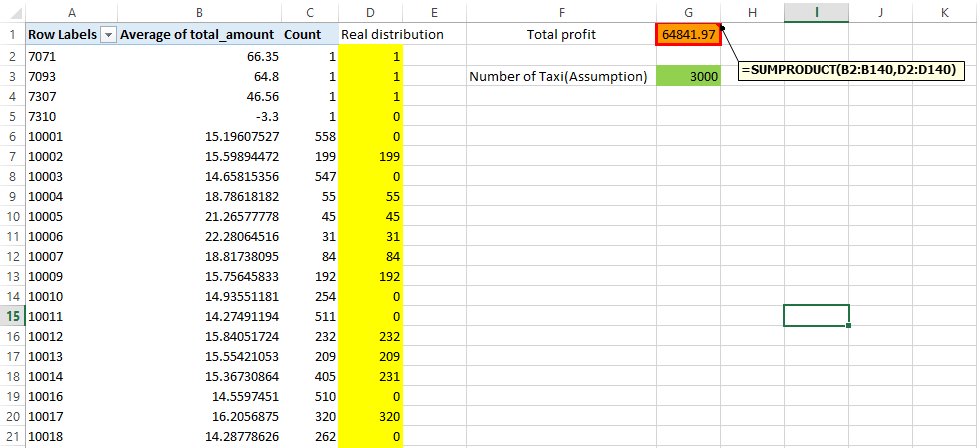 A B C D E F G H I J K
1 Row Labels Average of total_amount Count Real distribution Total profit 64841.97
=SUMPRODUCT(B2:B140,D2:D140)
2 7071 66.35 1 1
3 7093 64.8 1 1 Number of Taxi(Assumption) 3000
4 7307 46.56 1 1
5 7310 -3.3 1 0
6 10001 15.19607527 558 0
7 10002 15.59894472 199 199
8 10003 14.65815356 547 0
9 10004 18.78618182 55 55
10 10005 21.26577778 45 45
11 10006 22.28064516 31 31
12 10007 18.81738095 84 84
13 10009 15.75645833 192 192
14 10010 14.93551181 254 0
15 10011 14.27491194 511 0
16 10012 15.84051724 232 232
17 10013 15.55421053 209 209
18 10014 15.36730864 405 231
19 10016 14.5597451 510 0
20 10017 16.2056875 320 320
21 10018 14.28778626 262 0